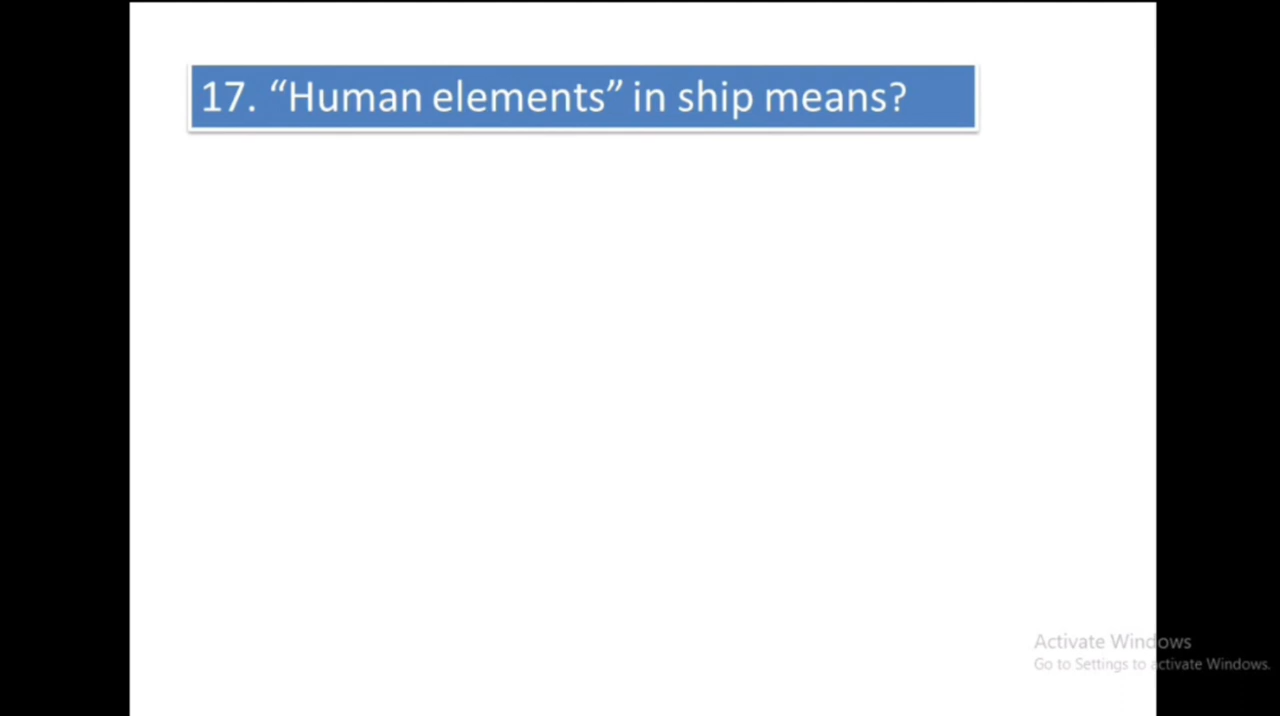 17. “Human elements” in ship means?
Activate Windows
Go to Settings to activate Windows.